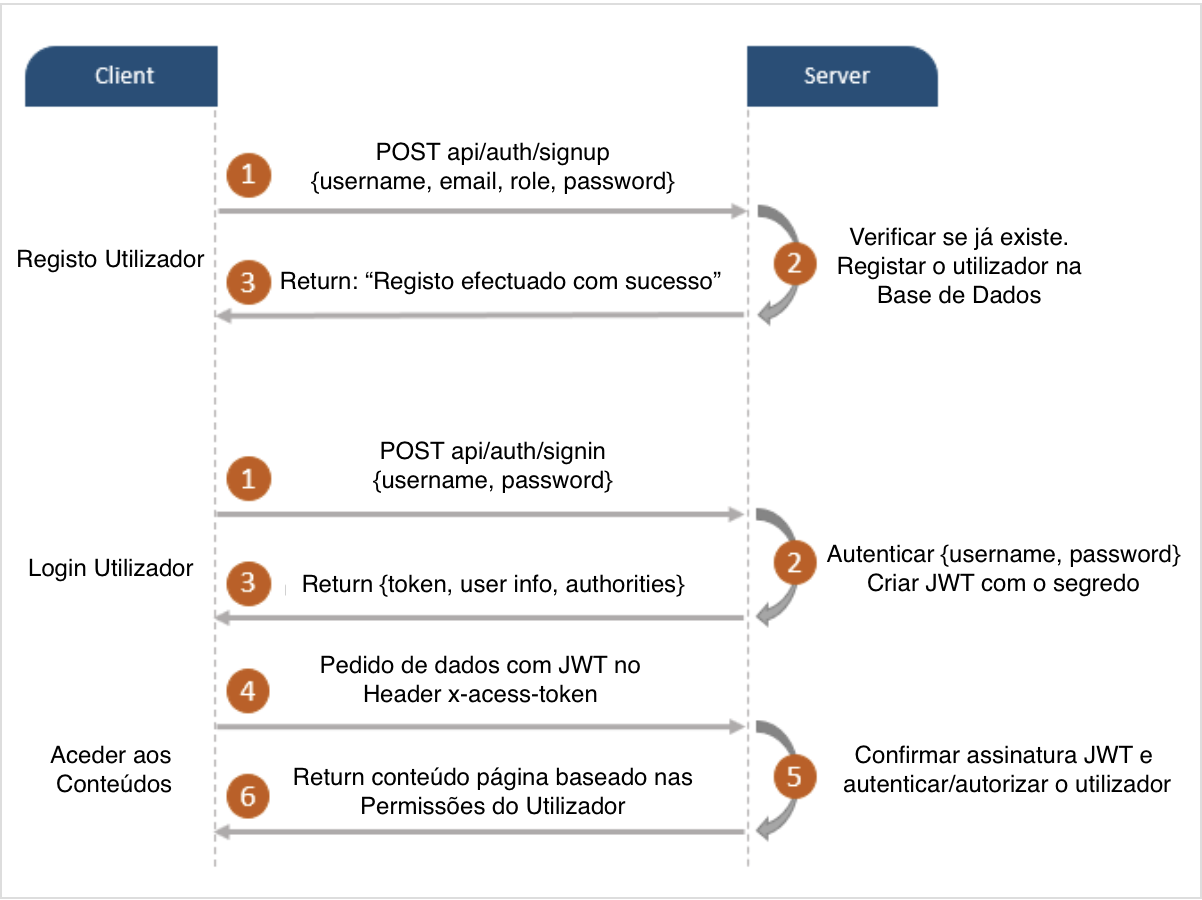 Client
Server
1
POST api/auth/signup
{username, email, role, password}
Registo Utilizador
2
Verificar se já existe.
Registar o utilizador na
Base de Dados
3
Return: “Registo efectuado com sucesso”
1
POST api/auth/signin
{username, password}
Login Utilizador
2
Autenticar {username, password}
Criar JWT com o segredo
3
Return {token, user info, authorities}
4
Pedido de dados com JWT no
Header x-acess-token
Aceder aos
Conteúdos
5
Confirmar assinatura JWT e
autenticar/autorizar o utilizador
6
Return conteúdo página baseado nas
Permissões do Utilizador